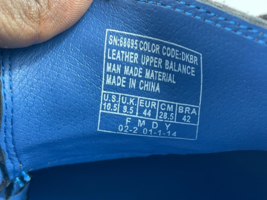 SN:68695 COLOR CODE:DKBR
LEATHER UPPER BALANCE
MAN MADE MATERIAL
MADE IN CHINA
U.S. U.K. EUR CM BRA
10.5 9.5 44 28.5 42
F M D Y
02-2 01-1-14